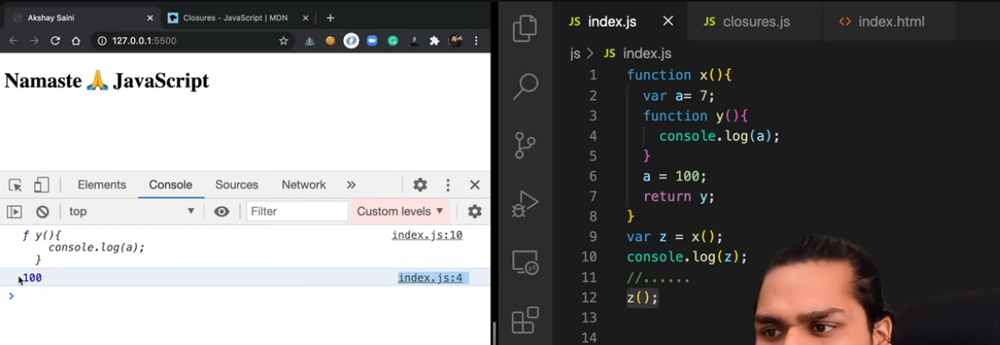 Akshay Saini
Closures - JavaScript | MDN
127.0.0.1:5500
Namaste 🙏 JavaScript
Elements Console Sources Network »
top Filter Custom levels
f y(){ index.js:10
console.log(a);
}
100 index.js:4
>
JS index.js JS closures.js <> index.html
js > JS index.js
1 function x(){
2 var a= 7;
3 function y(){
4 console.log(a);
5 }
6 a = 100;
7 return y;
8 }
9 var z = x();
10 console.log(z);
11 //......
12 z();
13
14